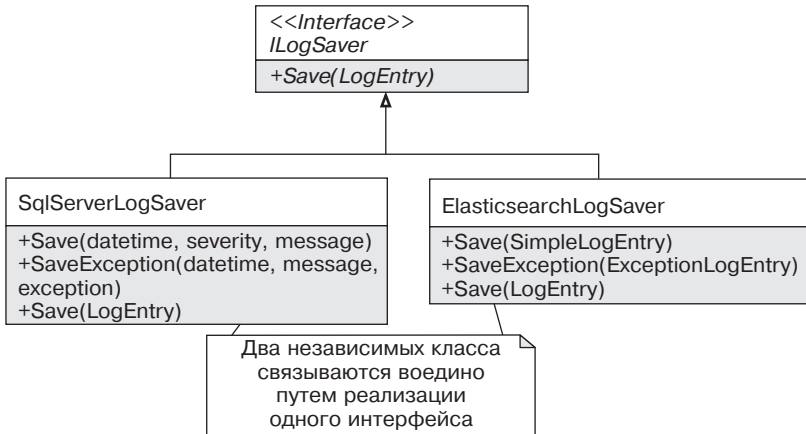 <<Interface>>
ILogSaver
+Save(LogEntry)
SqlServerLogSaver
+Save(datetime, severity, message)
+SaveException(datetime, message,
exception)
+Save(LogEntry)
ElasticsearchLogSaver
+Save(SimpleLogEntry)
+SaveException(ExceptionLogEntry)
+Save(LogEntry)
Два независимых класса
связываются воедино
путем реализации
одного интерфейса